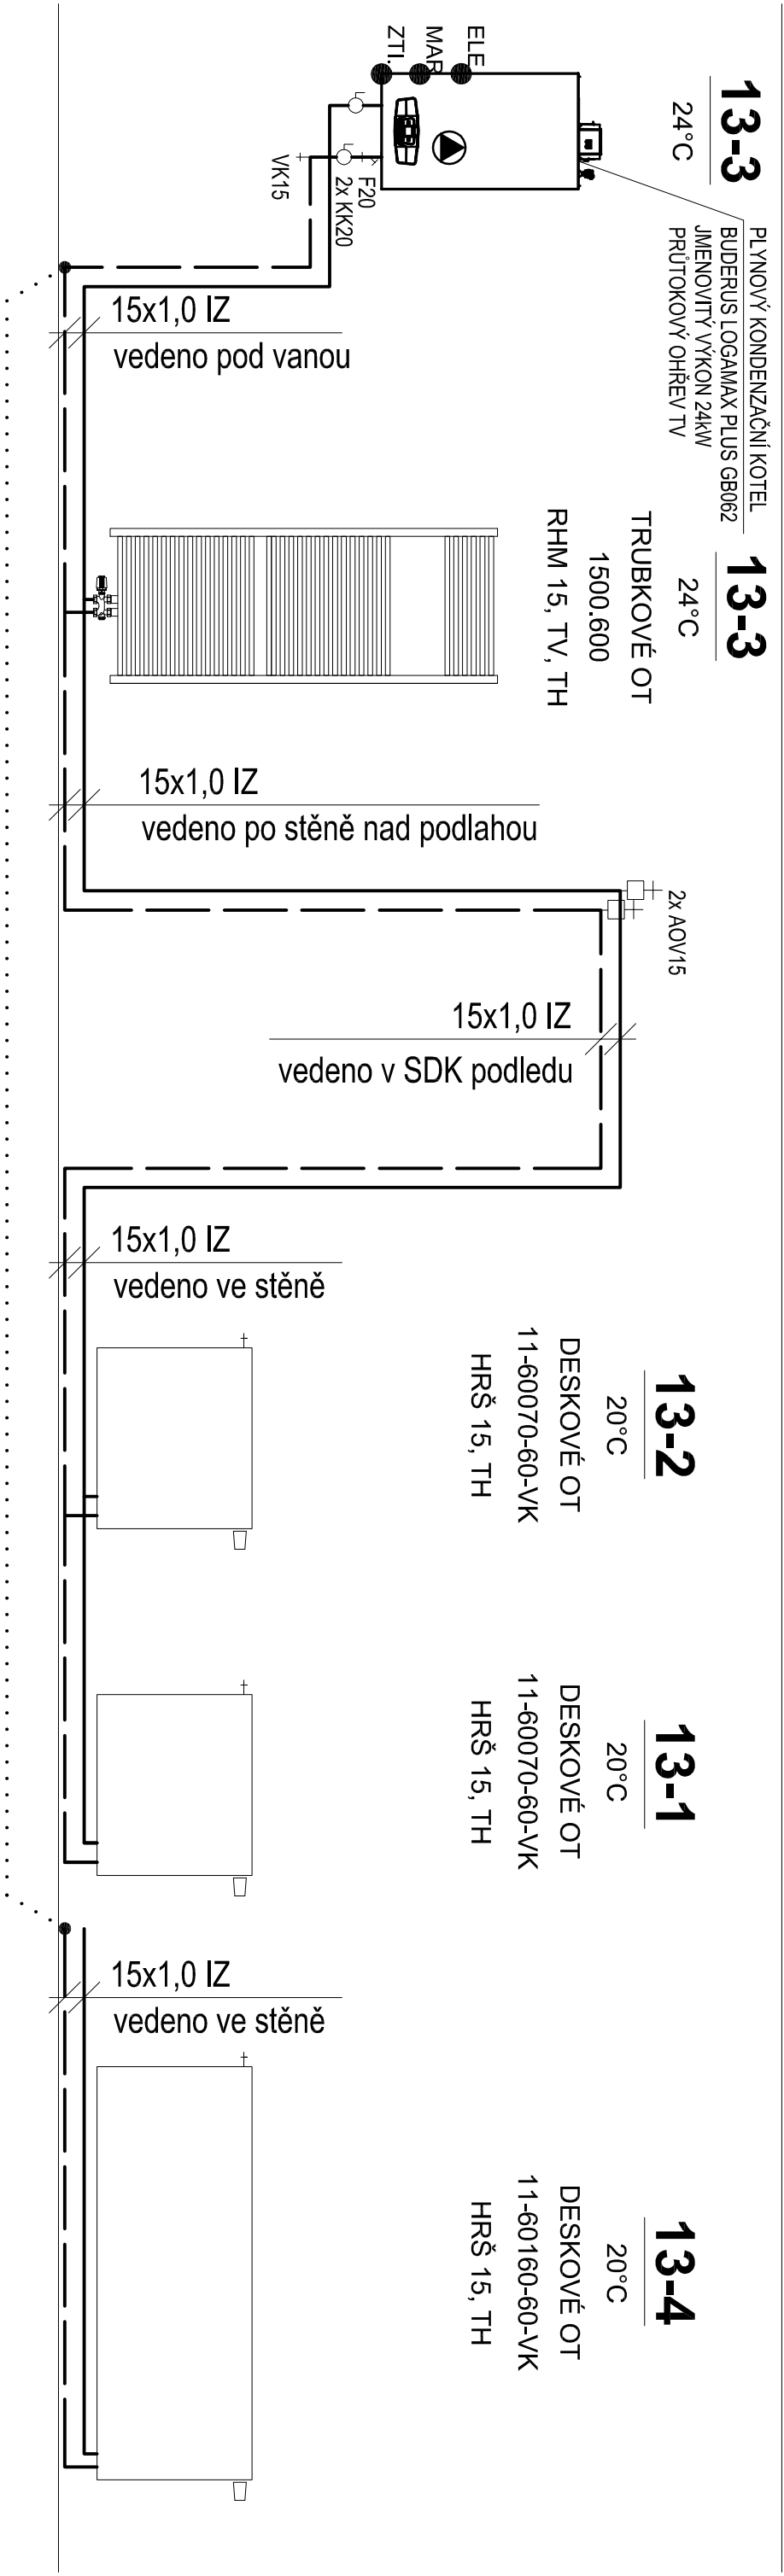 13-3
24°C
PLYNOVÝ KONDENZAČNÍ KOTEL
BUDERUS LOGAMAX PLUS GB062
JMENOVITÝ VÝKON 24kW
PRŮTOKOVÝ OHŘEV TV
ELE
MAR
ZTI.
F20
2x KK20
VK15
15x1,0 IZ
vedeno pod vanou
13-3
24°C
TRUBKOVÉ OT
1500.600
RHM 15, TV, TH
15x1,0 IZ
vedeno po stěně nad podlahou
2x AOV15
15x1,0 IZ
vedeno v SDK podledu
15x1,0 IZ
vedeno ve stěně
13-2
20°C
DESKOVÉ OT
11-60070-60-VK
HRŠ 15, TH
13-1
20°C
DESKOVÉ OT
11-60070-60-VK
HRŠ 15, TH
15x1,0 IZ
vedeno ve stěně
13-4
20°C
DESKOVÉ OT
11-60160-60-VK
HRŠ 15, TH